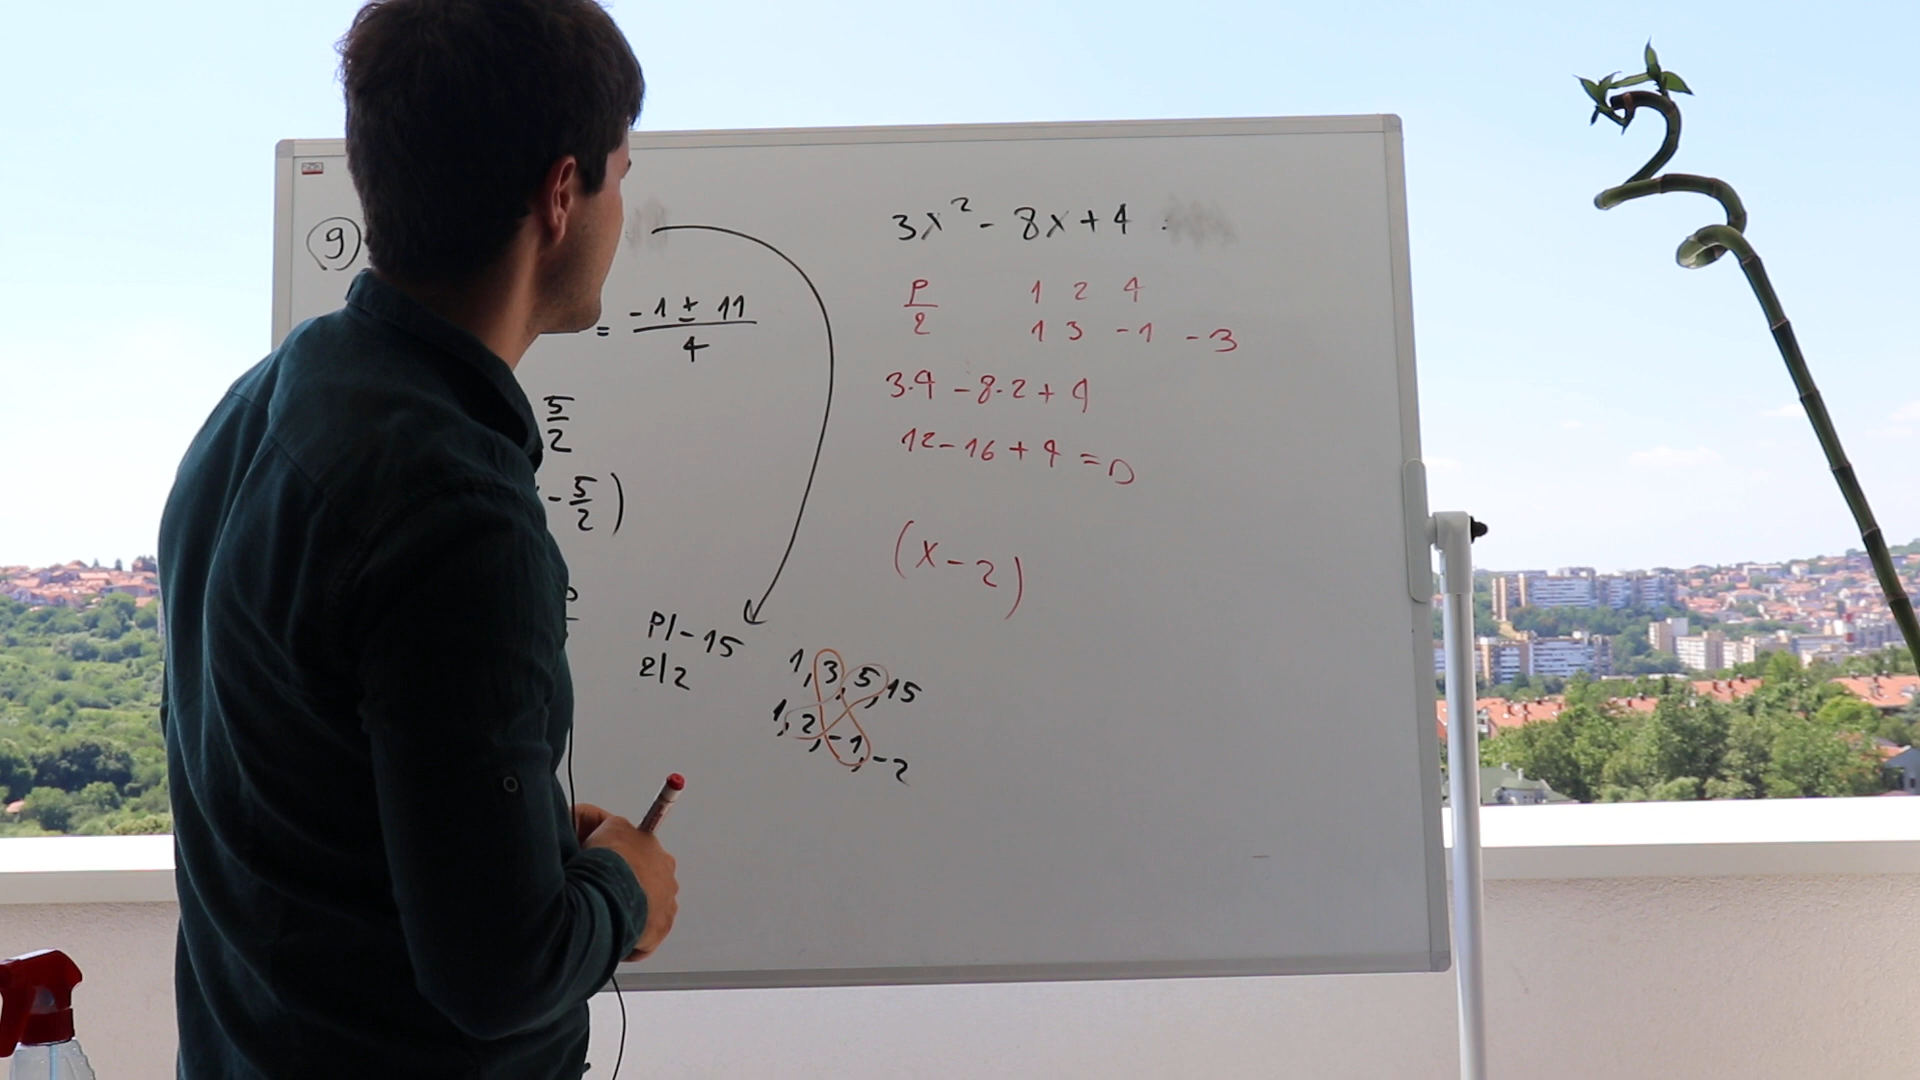 9
= -1 ± 11 / 4
5/2
- 5/2 )
p | -15
2 | 2
1, 3, 5, 15
1, 2, -1, -2
3x² - 8x + 4
p/2 1 2 4
1 3 -1 -3
3·4 - 8·2 + 4
12 - 16 + 4 = 0
(x - 2)